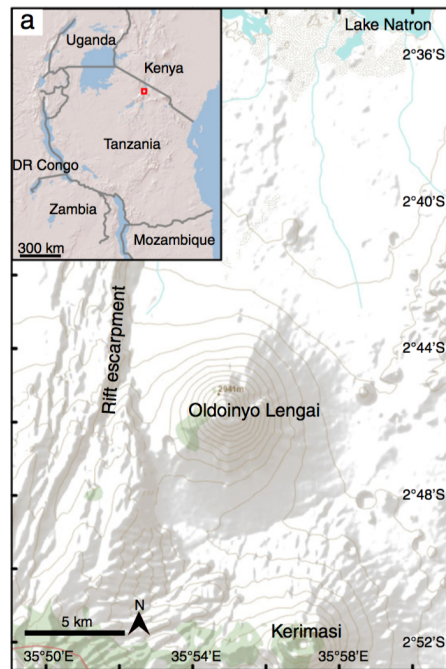 a
Uganda
Kenya
Tanzania
DR Congo
Zambia
Mozambique
300 km
Lake Natron
2°36'S
2°40'S
2°44'S
2°48'S
2°52'S
Rift escarpment
2941m
Oldoinyo Lengai
5 km
N
Kerimasi
35°50'E
35°54'E
35°58'E